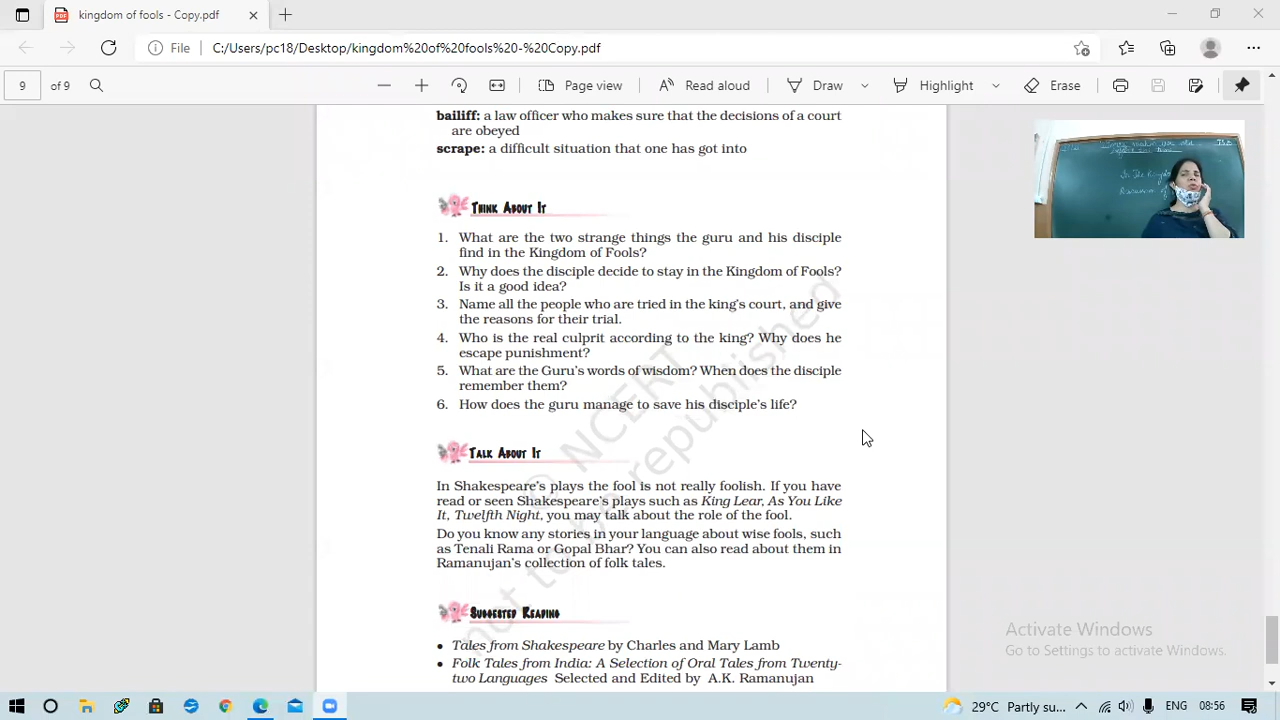 kingdom of fools - Copy.pdf
File C:/Users/pc18/Desktop/kingdom%20of%20fools%20-%20Copy.pdf
9 of 9 Page view Read aloud Draw Highlight Erase
bailiff: a law officer who makes sure that the decisions of a court
are obeyed
scrape: a difficult situation that one has got into
Think About It
1. What are the two strange things the guru and his disciple
find in the Kingdom of Fools?
2. Why does the disciple decide to stay in the Kingdom of Fools?
Is it a good idea?
3. Name all the people who are tried in the king's court, and give
the reasons for their trial.
4. Who is the real culprit according to the king? Why does he
escape punishment?
5. What are the Guru's words of wisdom? When does the disciple
remember them?
6. How does the guru manage to save his disciple's life?
Talk About It
In Shakespeare's plays the fool is not really foolish. If you have
read or seen Shakespeare's plays such as King Lear, As You Like
It, Twelfth Night, you may talk about the role of the fool.
Do you know any stories in your language about wise fools, such
as Tenali Rama or Gopal Bhar? You can also read about them in
Ramanujan's collection of folk tales.
Suggested Reading
• Tales from Shakespeare by Charles and Mary Lamb
• Folk Tales from India: A Selection of Oral Tales from Twenty-
two Languages Selected and Edited by A.K. Ramanujan
© NCERT
not to be republished
In The
Activate Windows
Go to Settings to activate Windows.
29°C Partly su... ENG 08:56